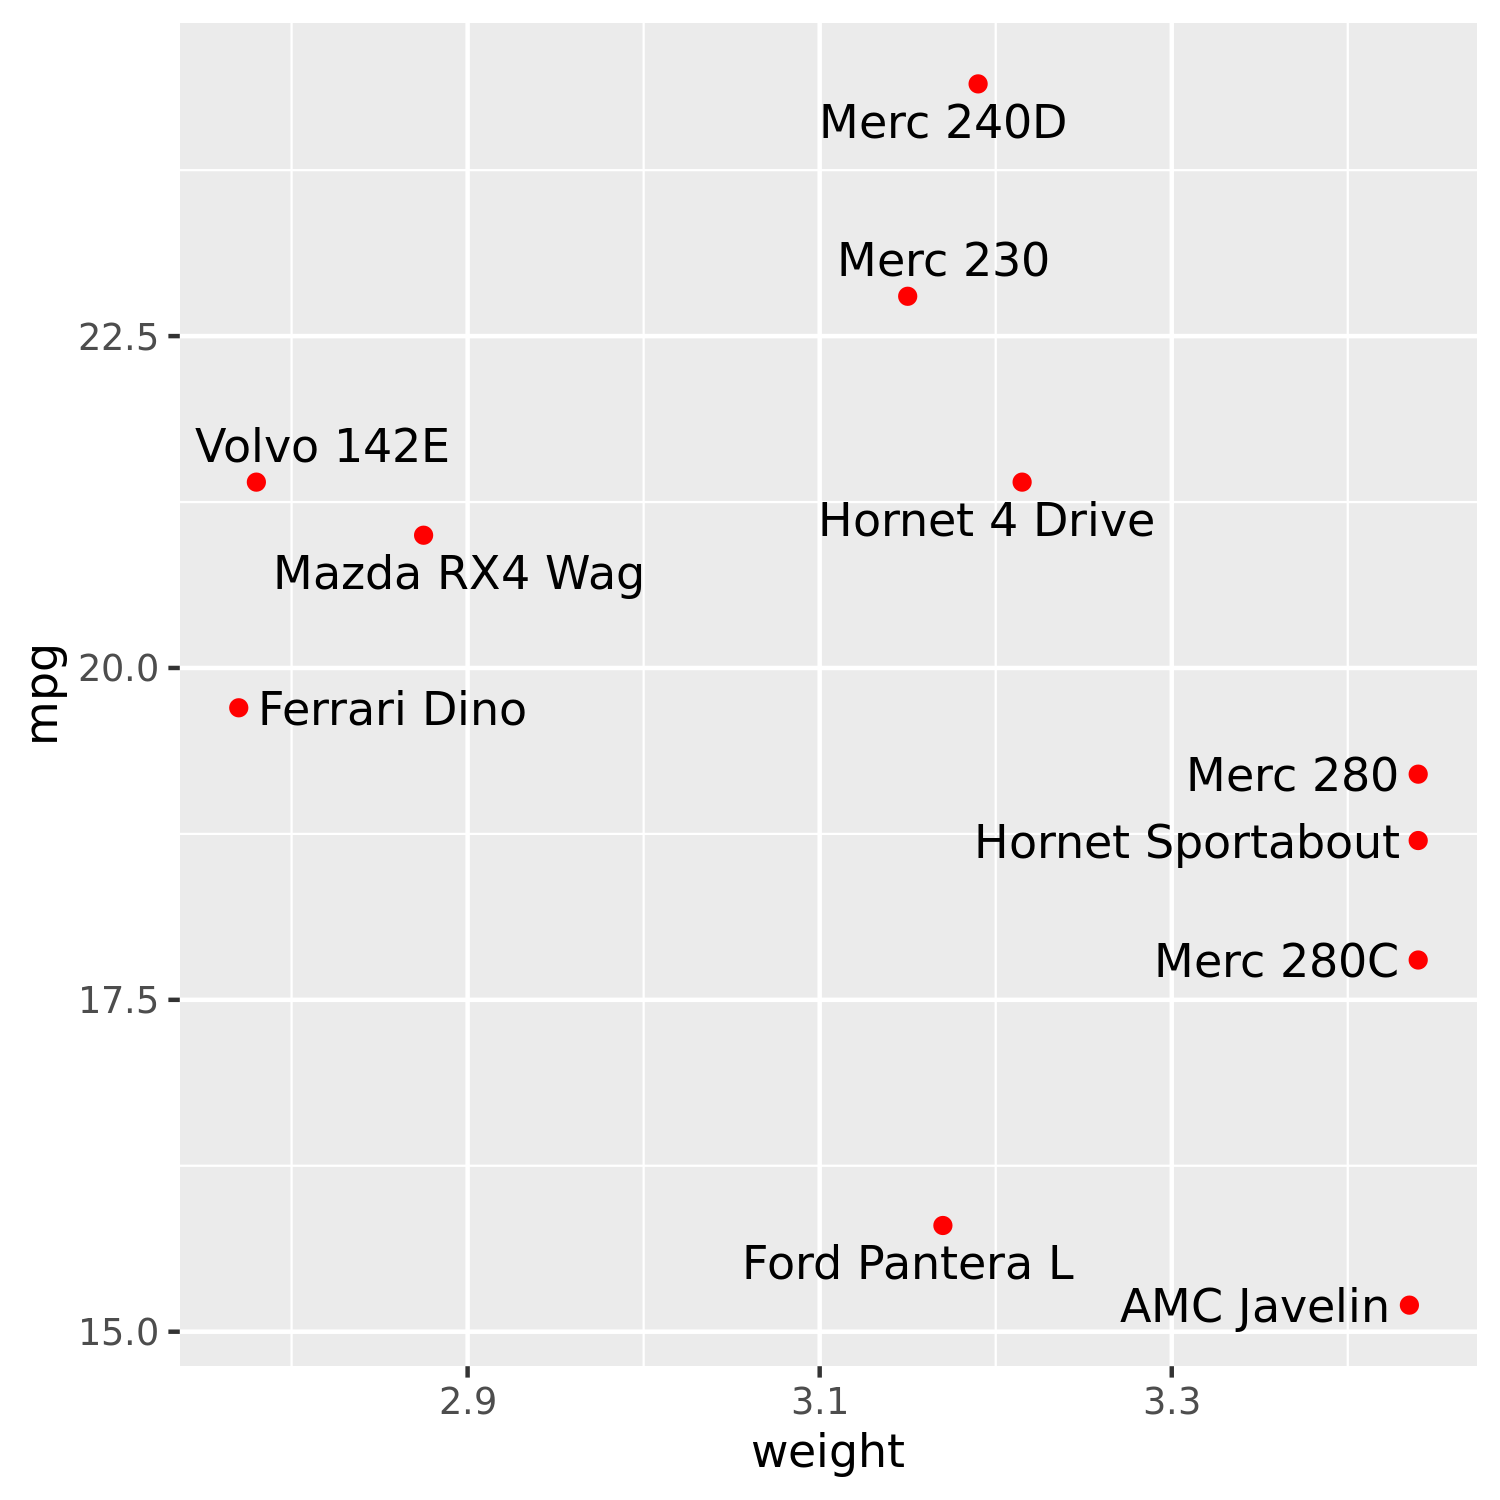 Merc 240D
Merc 230
22.5
Volvo 142E
Hornet 4 Drive
Mazda RX4 Wag
mpg
20.0
Ferrari Dino
Merc 280
Hornet Sportabout
Merc 280C
17.5
Ford Pantera L
AMC Javelin
15.0
2.9 3.1 3.3
weight